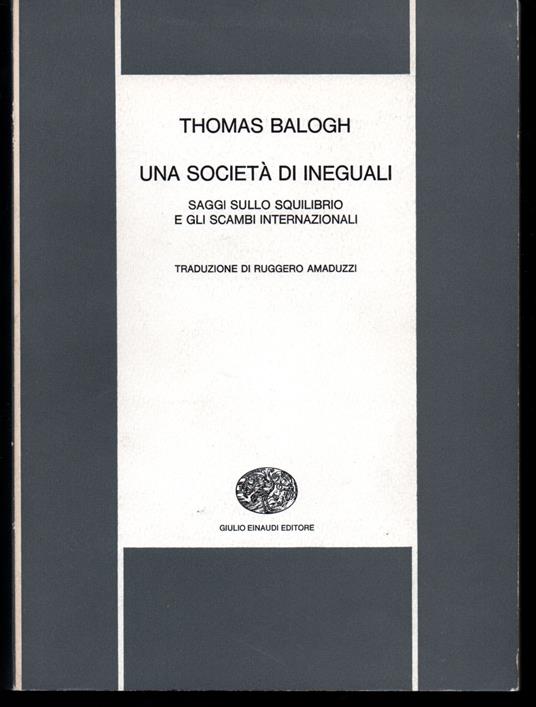 THOMAS BALOGH
UNA SOCIETÀ DI INEGUALI
SAGGI SULLO SQUILIBRIO
E GLI SCAMBI INTERNAZIONALI
TRADUZIONE DI RUGGERO AMADUZZI
GIULIO EINAUDI EDITORE